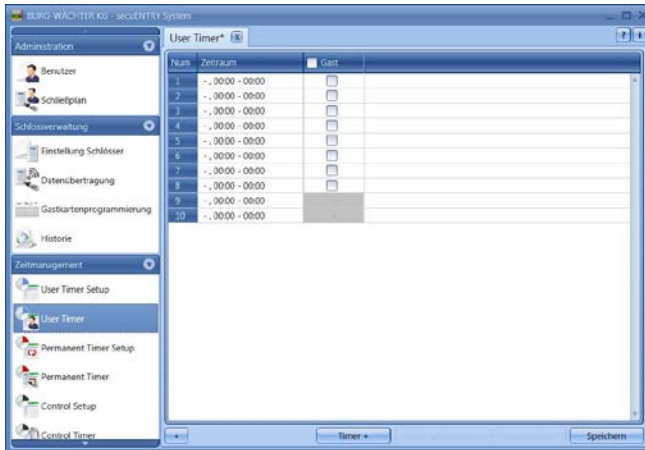 BURG-WÄCHTER KG - secuENTRY System
Administration
Benutzer
Schließplan
Schlossverwaltung
Einstellung Schlösser
Datenübertragung
Gastkartenprogrammierung
Historie
Zeitmanagement
User Timer Setup
User Timer
Permanent Timer Setup
Permanent Timer
Control Setup
Control Timer
User Timer* X
? i
Num Zeitraum Gast
1 - , 00:00 - 00:00
2 - , 00:00 - 00:00
3 - , 00:00 - 00:00
4 - , 00:00 - 00:00
5 - , 00:00 - 00:00
6 - , 00:00 - 00:00
7 - , 00:00 - 00:00
8 - , 00:00 - 00:00
9 - , 00:00 - 00:00
10 - , 00:00 - 00:00
Timer + Speichern